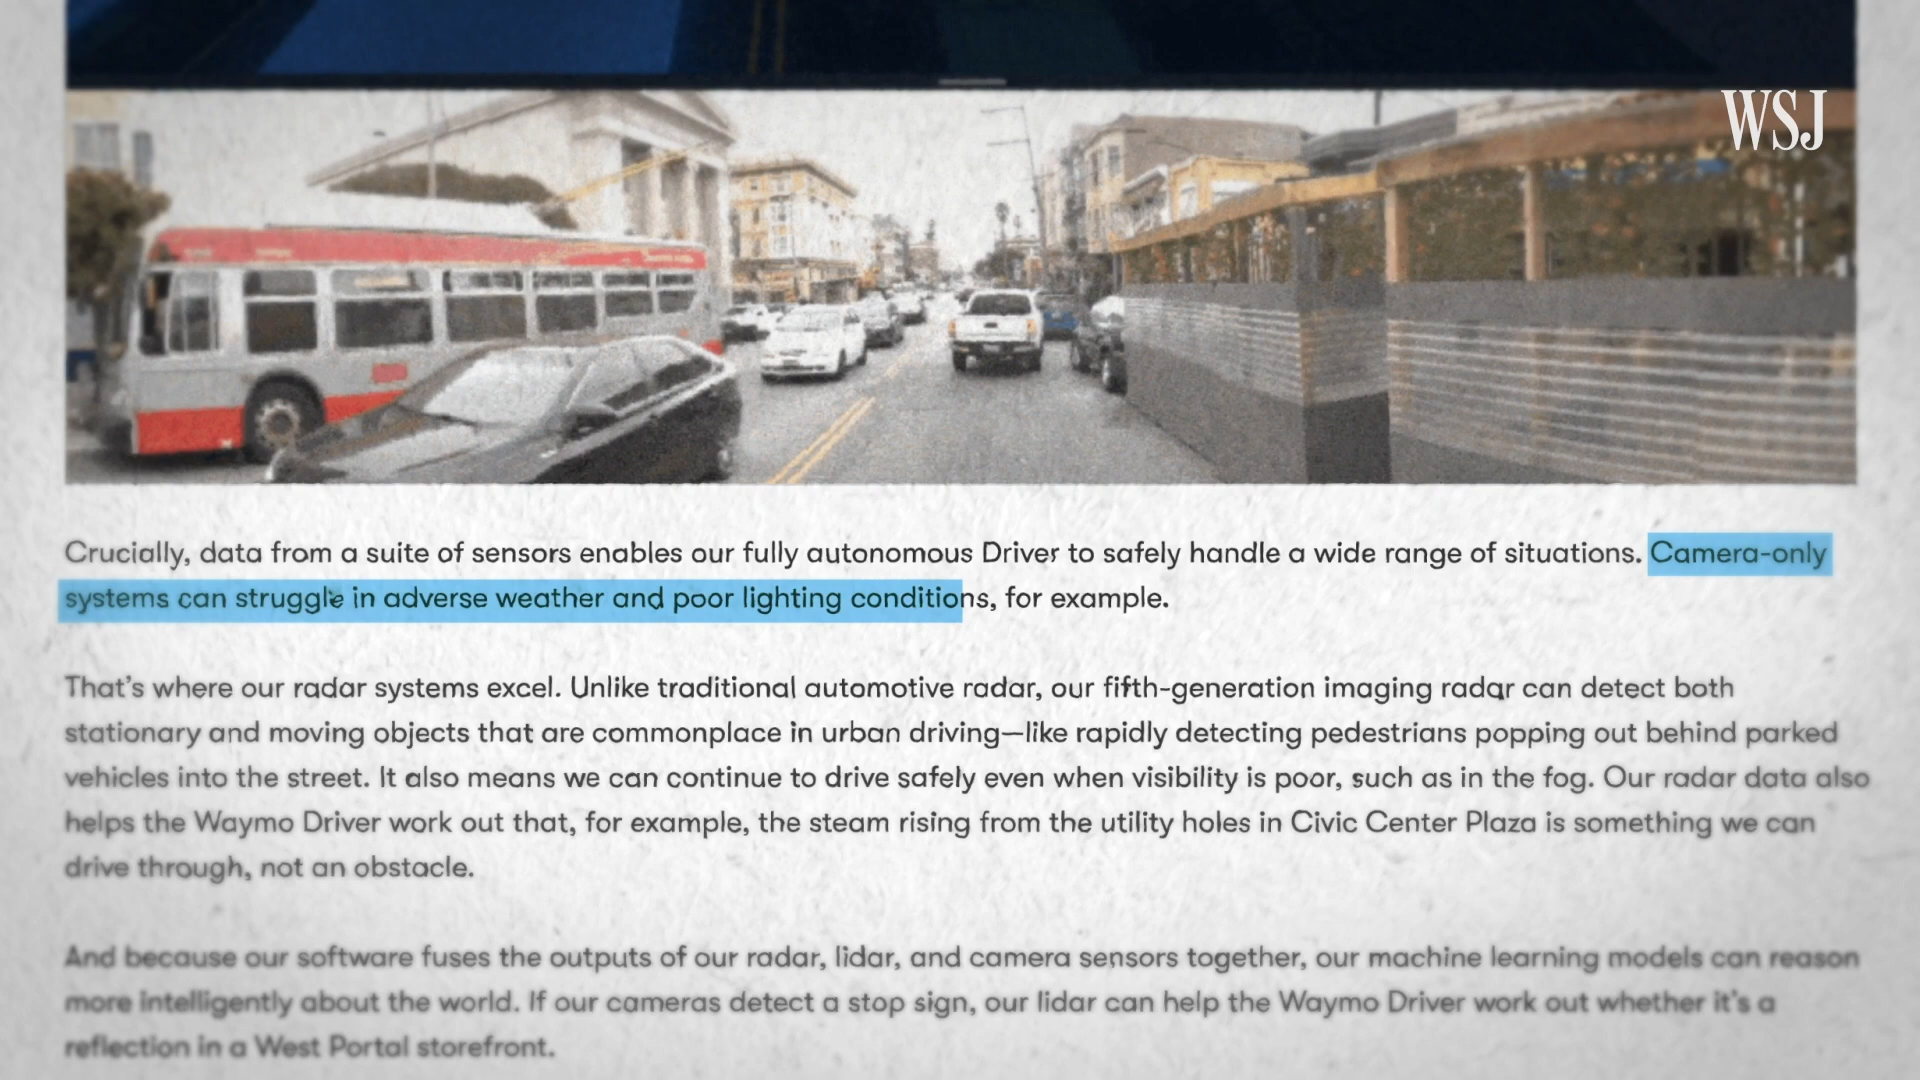 WSJ
Crucially, data from a suite of sensors enables our fully autonomous Driver to safely handle a wide range of situations. Camera-only
systems can struggle in adverse weather and poor lighting conditions, for example.
That's where our radar systems excel. Unlike traditional automotive radar, our fifth-generation imaging radar can detect both
stationary and moving objects that are commonplace in urban driving—like rapidly detecting pedestrians popping out behind parked
vehicles into the street. It also means we can continue to drive safely even when visibility is poor, such as in the fog. Our radar data also
helps the Waymo Driver work out that, for example, the steam rising from the utility holes in Civic Center Plaza is something we can
drive through, not an obstacle.
And because our software fuses the outputs of our radar, lidar, and camera sensors together, our machine learning models can reason
more intelligently about the world. If our cameras detect a stop sign, our lidar can help the Waymo Driver work out whether it's a
reflection in a West Portal storefront.